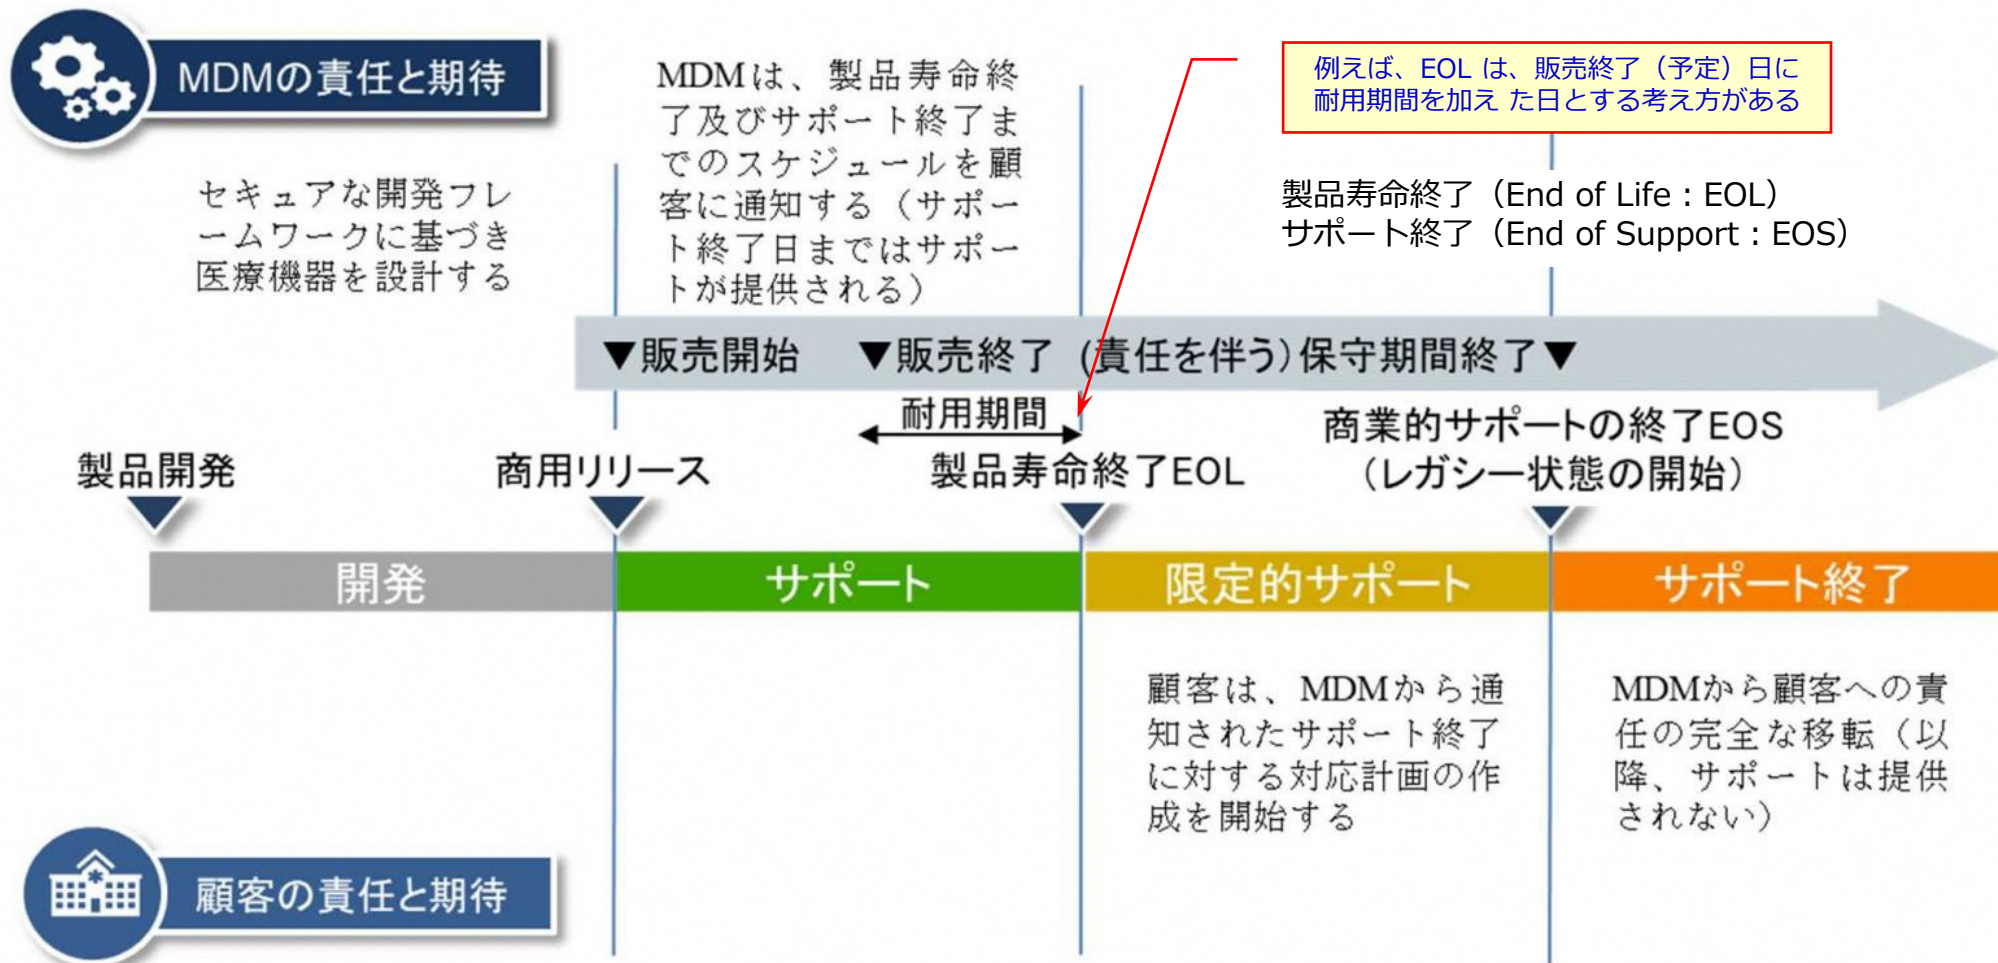 MDMの責任と期待
セキュアな開発フレ
ームワークに基づき
医療機器を設計する
MDMは、製品寿命終
了及びサポート終了ま
でのスケジュールを顧
客に通知する（サポー
ト終了日まではサポー
トが提供される）
例えば、EOL は、販売終了（予定）日に
耐用期間を加え た日とする考え方がある
製品寿命終了（End of Life：EOL）
サポート終了（End of Support：EOS）
▼販売開始 ▼販売終了 (責任を伴う)保守期間終了▼
耐用期間
製品開発
商用リリース
製品寿命終了EOL
商業的サポートの終了EOS
（レガシー状態の開始）
開発
サポート
限定的サポート
サポート終了
顧客は、MDMから通
知されたサポート終了
に対する対応計画の作
成を開始する
MDMから顧客への責
任の完全な移転（以
降、サポートは提供
されない）
顧客の責任と期待